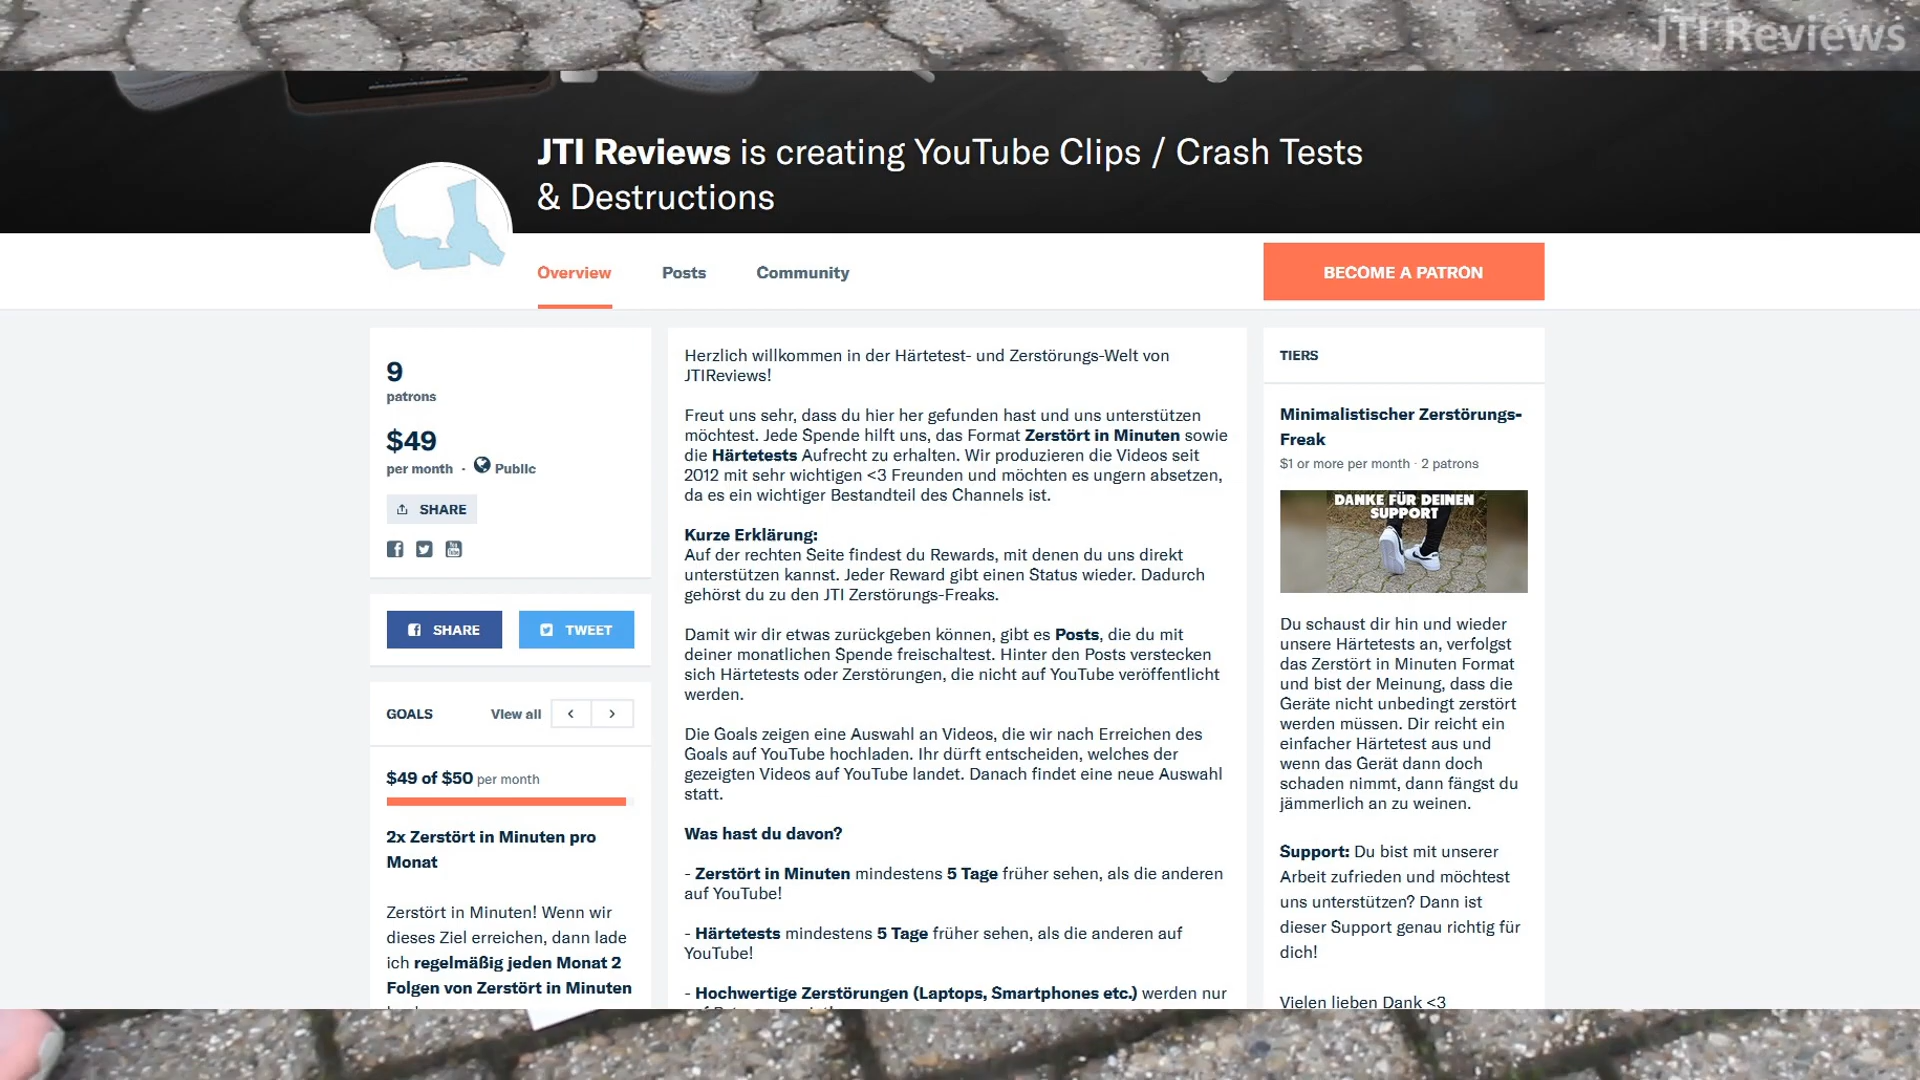 JTI Reviews
JTI Reviews is creating YouTube Clips / Crash Tests
& Destructions
Overview
Posts
Community
BECOME A PATRON
9
patrons
$49
per month · Public
SHARE
SHARE
TWEET
GOALS
View all
$49 of $50 per month
2x Zerstört in Minuten pro
Monat
Zerstört in Minuten! Wenn wir
dieses Ziel erreichen, dann lade
ich regelmäßig jeden Monat 2
Folgen von Zerstört in Minuten
Herzlich willkommen in der Härtetest- und Zerstörungs-Welt von
JTIReviews!
Freut uns sehr, dass du hier her gefunden hast und uns unterstützen
möchtest. Jede Spende hilft uns, das Format Zerstört in Minuten sowie
die Härtetests Aufrecht zu erhalten. Wir produzieren die Videos seit
2012 mit sehr wichtigen <3 Freunden und möchten es ungern absetzen,
da es ein wichtiger Bestandteil des Channels ist.
Kurze Erklärung:
Auf der rechten Seite findest du Rewards, mit denen du uns direkt
unterstützen kannst. Jeder Reward gibt einen Status wieder. Dadurch
gehörst du zu den JTI Zerstörungs-Freaks.
Damit wir dir etwas zurückgeben können, gibt es Posts, die du mit
deiner monatlichen Spende freischaltest. Hinter den Posts verstecken
sich Härtetests oder Zerstörungen, die nicht auf YouTube veröffentlicht
werden.
Die Goals zeigen eine Auswahl an Videos, die wir nach Erreichen des
Goals auf YouTube hochladen. Ihr dürft entscheiden, welches der
gezeigten Videos auf YouTube landet. Danach findet eine neue Auswahl
statt.
Was hast du davon?
- Zerstört in Minuten mindestens 5 Tage früher sehen, als die anderen
auf YouTube!
- Härtetests mindestens 5 Tage früher sehen, als die anderen auf
YouTube!
- Hochwertige Zerstörungen (Laptops, Smartphones etc.) werden nur
TIERS
Minimalistischer Zerstörungs-
Freak
$1 or more per month · 2 patrons
DANKE FÜR DEINEN
SUPPORT
Du schaust dir hin und wieder
unsere Härtetests an, verfolgst
das Zerstört in Minuten Format
und bist der Meinung, dass die
Geräte nicht unbedingt zerstört
werden müssen. Dir reicht ein
einfacher Härtetest aus und
wenn das Gerät dann doch
schaden nimmt, dann fängst du
jämmerlich an zu weinen.
Support: Du bist mit unserer
Arbeit zufrieden und möchtest
uns unterstützen? Dann ist
dieser Support genau richtig für
dich!
Vielen lieben Dank <3